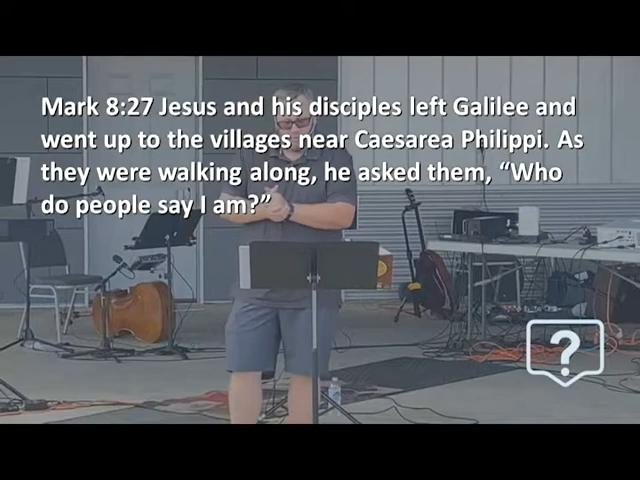 Mark 8:27 Jesus and his disciples left Galilee and
went up to the villages near Caesarea Philippi. As
they were walking along, he asked them, “Who
do people say I am?”
?